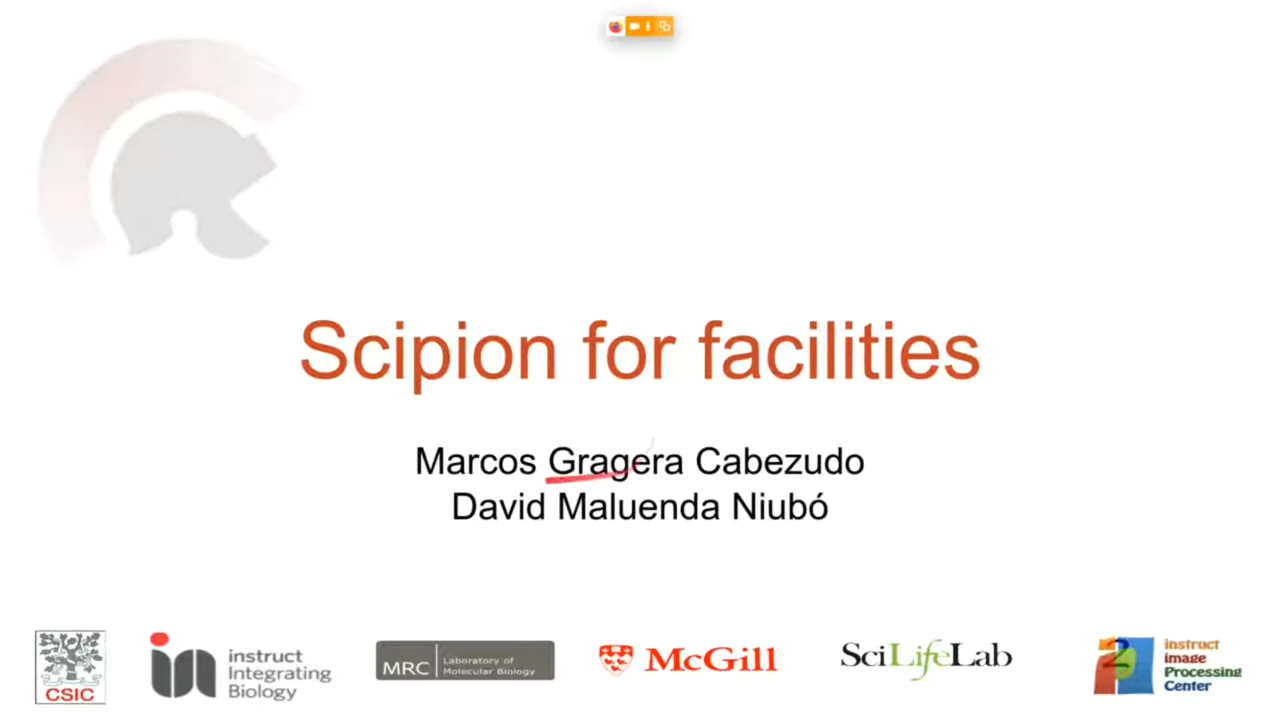 Scipion for facilities
Marcos Gragera Cabezudo
David Maluenda Niubó
CSIC
instruct
Integrating
Biology
MRC
Laboratory of
Molecular Biology
McGill
SciLifeLab
instruct
image
Processing
Center